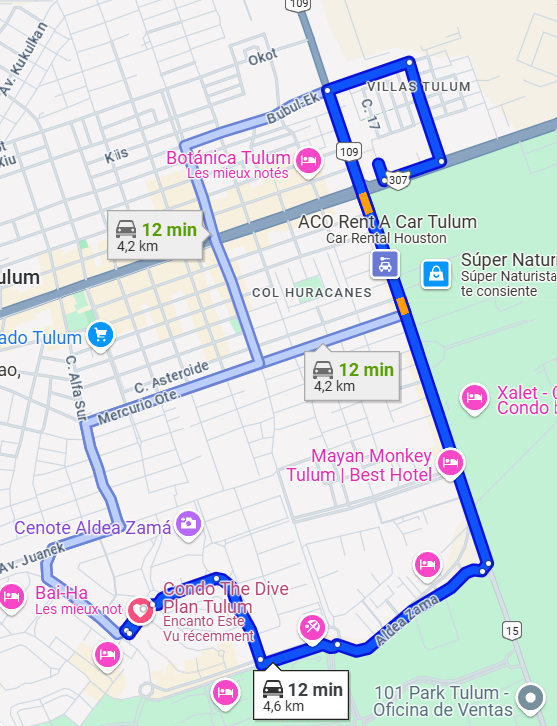 109
Av. Kukulkan
Okot
VILLAS TULUM
Bubul-Ek
C. 17
Xiu
Kiis
109
Botánica Tulum
Les mieux notés
307
12 min
4,2 km
ACO Rent A Car Tulum
Car Rental Houston
ulum
Súper Natur
Súper Naturista
te consiente
COL HURACANES
ado Tulum
12 min
4,2 km
C. Alfa Sur
C. Asteroide
ao,
Mercurio Ote.
Xalet - C
Condo b
Mayan Monkey
Tulum | Best Hotel
Cenote Aldea Zamá
Av. Juanek
Bai-Ha
Les mieux not
Condo The Dive
Plan Tulum
Encanto Este
Vu récemment
Aldea Zama
15
12 min
4,6 km
101 Park Tulum -
Oficina de Ventas